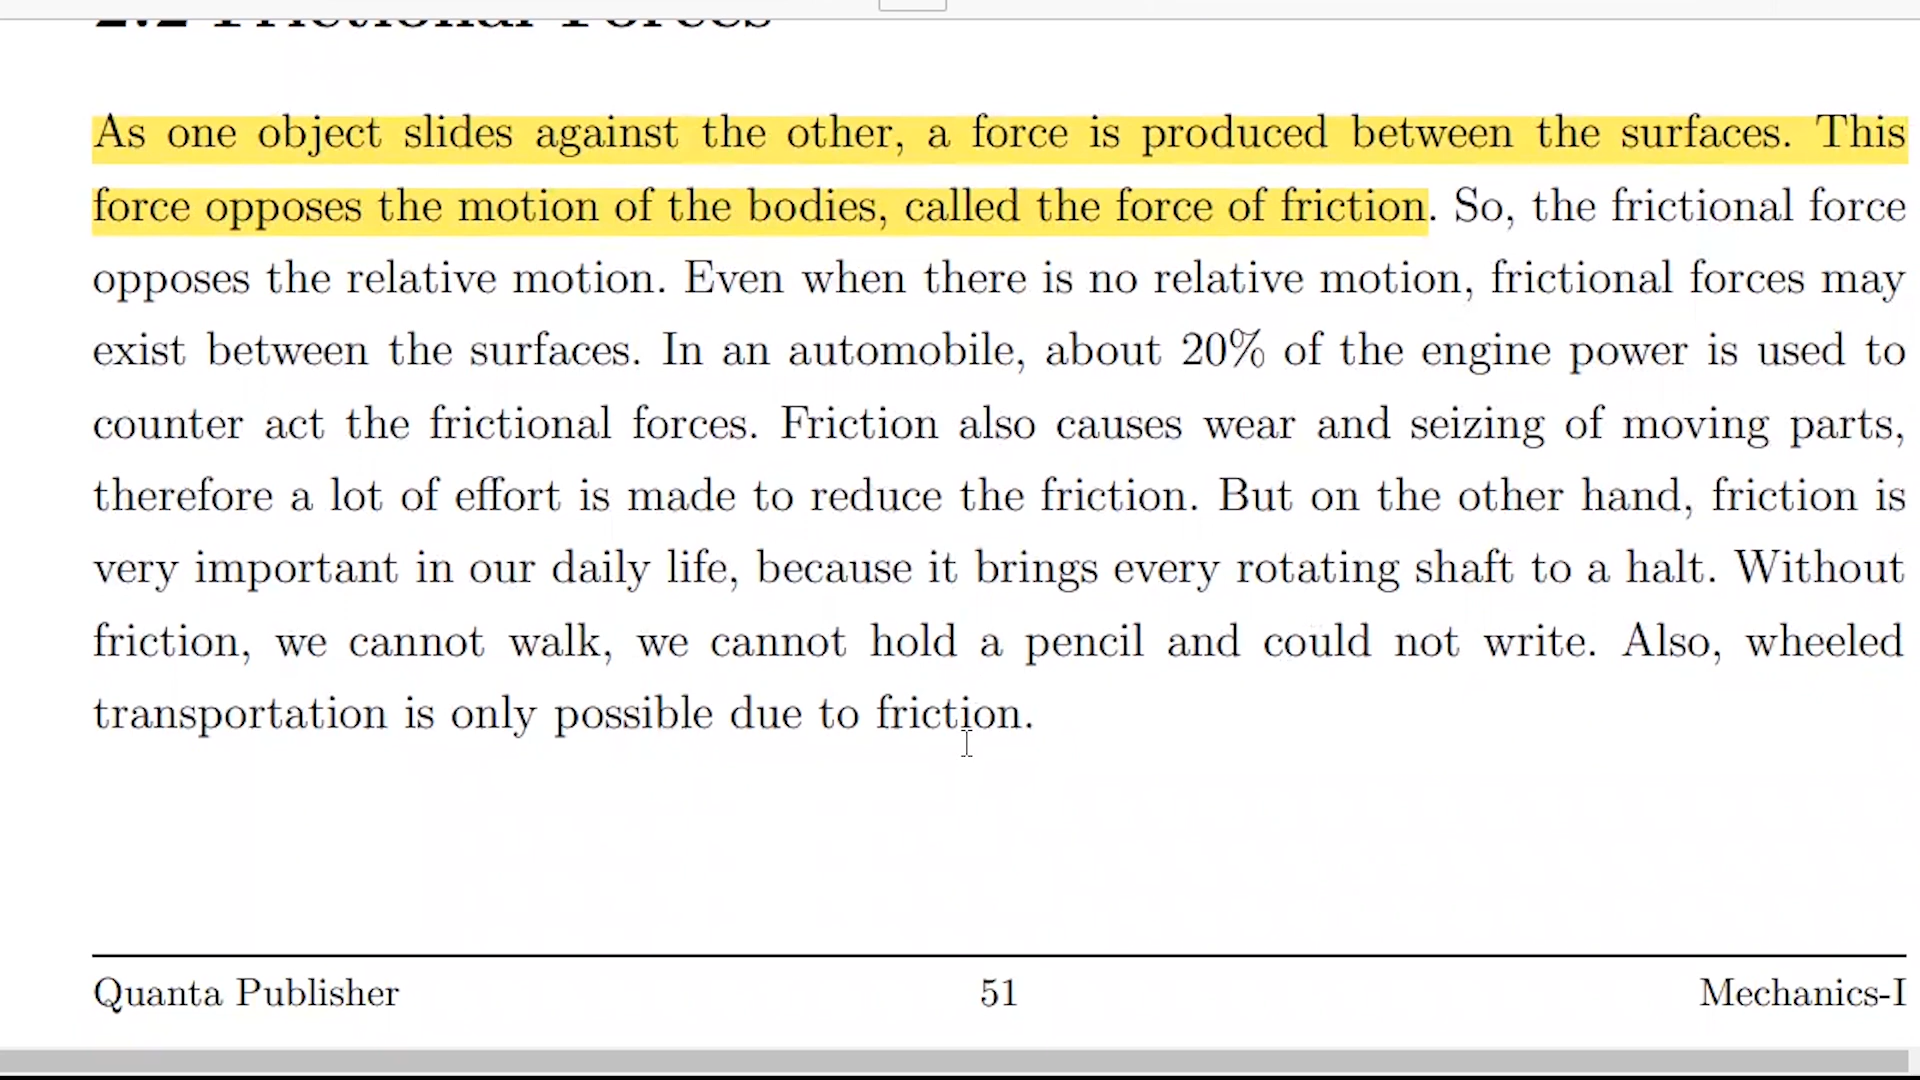 2.2 Frictional Forces
As one object slides against the other, a force is produced between the surfaces. This
force opposes the motion of the bodies, called the force of friction. So, the frictional force
opposes the relative motion. Even when there is no relative motion, frictional forces may
exist between the surfaces. In an automobile, about 20% of the engine power is used to
counter act the frictional forces. Friction also causes wear and seizing of moving parts,
therefore a lot of effort is made to reduce the friction. But on the other hand, friction is
very important in our daily life, because it brings every rotating shaft to a halt. Without
friction, we cannot walk, we cannot hold a pencil and could not write. Also, wheeled
transportation is only possible due to friction.
Quanta Publisher 51 Mechanics-I